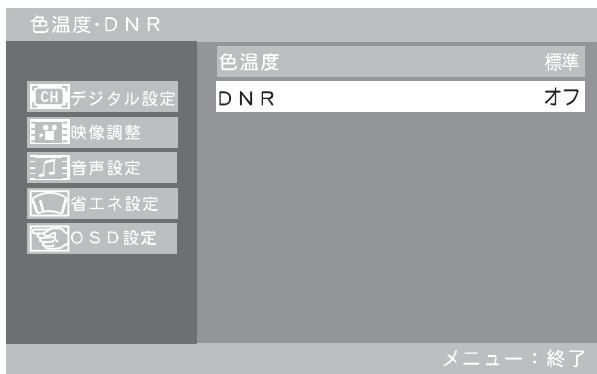 色温度･ＤＮＲ
色温度 標準
ＤＮＲ オフ
CH デジタル設定
映像調整
音声設定
省エネ設定
ＯＳＤ設定
メニュー：終了